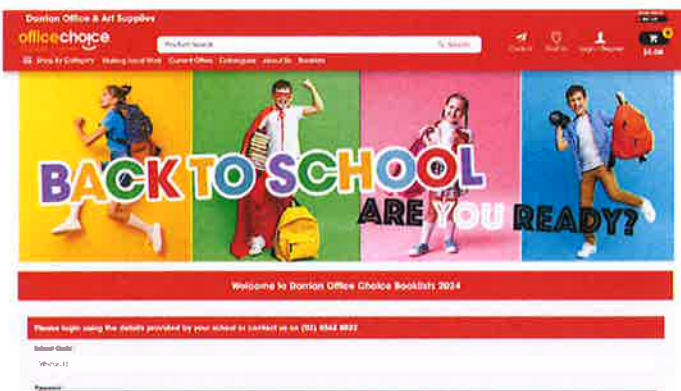 Darrian Office & Art Supplies
officechoice
Product Search
Search
Contact
Find Us
Login / Register
$0.00
Shop By Category
Making Local Work
Current Offers
Catalogues
About Us
Booklists
BACK TO SCHOOL
ARE YOU READY?
Welcome to Darrian Office Choice Booklists 2024
Please login using the details provided by your school or contact us on
School Code
Password